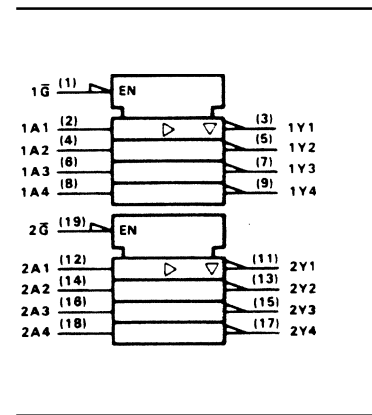 1G̅ (1) EN
1A1 (2) (3) 1Y1
1A2 (4) (5) 1Y2
1A3 (6) (7) 1Y3
1A4 (8) (9) 1Y4
2G̅ (19) EN
2A1 (12) (11) 2Y1
2A2 (14) (13) 2Y2
2A3 (16) (15) 2Y3
2A4 (18) (17) 2Y4